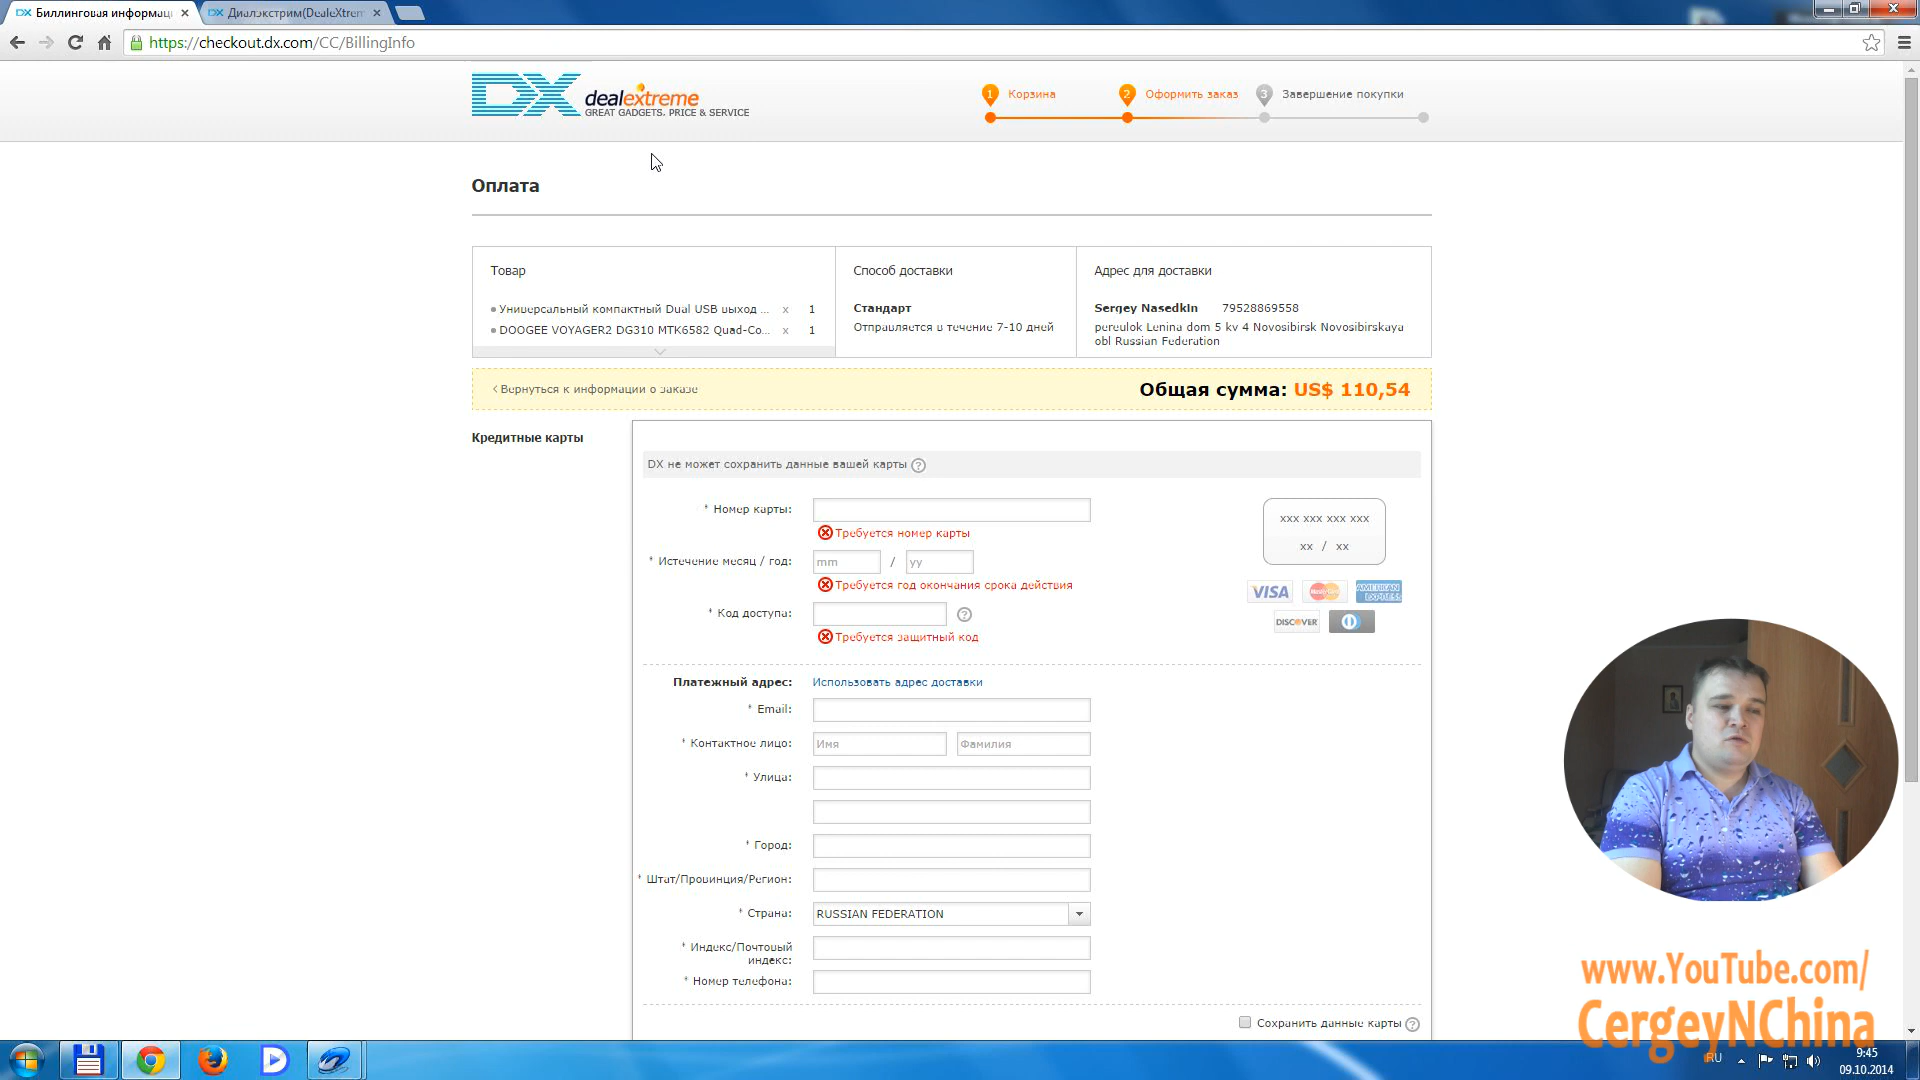 DX Биллинговая информаци
DX Диалэкстрим(DealeXtrem
https://checkout.dx.com/CC/BillingInfo
DX dealextreme
GREAT GADGETS, PRICE & SERVICE
1 Корзина
2 Оформить заказ
3 Завершение покупки
Оплата
Товар
Универсальный компактный Dual USB выход ... x 1
DOOGEE VOYAGER2 DG310 MTK6582 Quad-Co... x 1
Способ доставки
Стандарт
Отправляется в течение 7-10 дней
Адрес для доставки
Sergey Nasedkin 79528869558
pereulok Lenina dom 5 kv 4 Novosibirsk Novosibirskaya
obl Russian Federation
< Вернуться к информации о заказе
Общая сумма: US$ 110,54
Кредитные карты
DX не может сохранить данные вашей карты ?
* Номер карты:
Требуется номер карты
* Истечение месяц / год: mm / yy
Требуется год окончания срока действия
* Код доступа: ?
Требуется защитный код
xxx xxx xxx xxx
xx / xx
VISA MasterCard AMERICAN EXPRESS
DISCOVER
Платежный адрес: Использовать адрес доставки
* Email:
* Контактное лицо: Имя Фамилия
* Улица:
* Город:
* Штат/Провинция/Регион:
* Страна: RUSSIAN FEDERATION
* Индекс/Почтовый
индекс:
* Номер телефона:
Сохранить данные карты ?
www.YouTube.com/
CergeyNChina
RU
9:45
09.10.2014